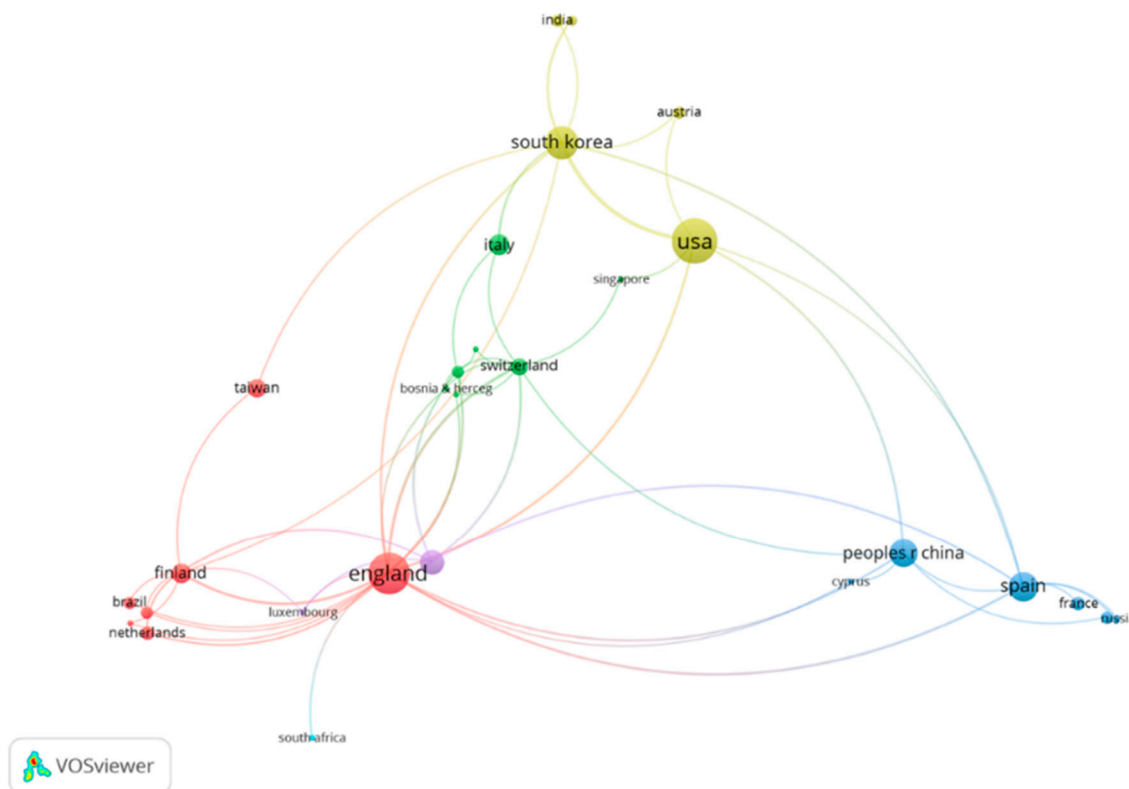 india
austria
south korea
usa
italy
singapore
switzerland
bosnia & herceg
taiwan
peoples r china
finland
england
cyprus
spain
brazil
luxembourg
france
russi
netherlands
south africa
VOSviewer